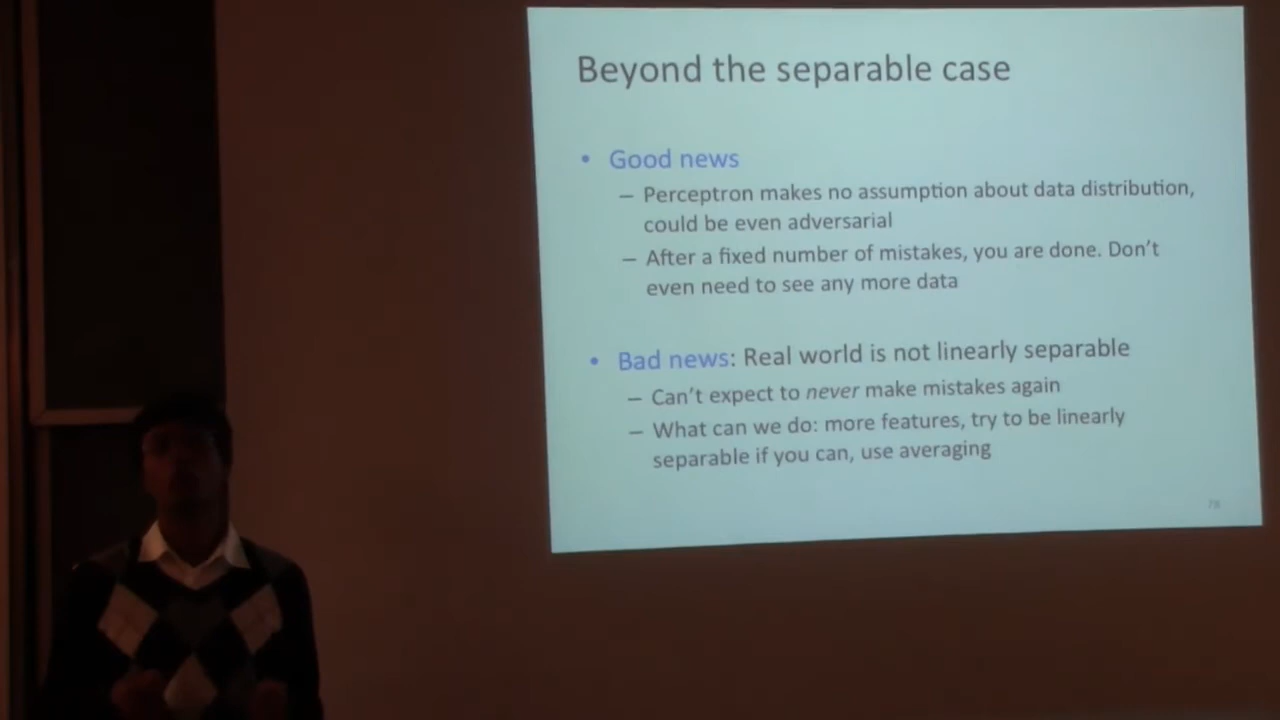 Beyond the separable case
• Good news
– Perceptron makes no assumption about data distribution,
could be even adversarial
– After a fixed number of mistakes, you are done. Don't
even need to see any more data
• Bad news: Real world is not linearly separable
– Can't expect to never make mistakes again
– What can we do: more features, try to be linearly
separable if you can, use averaging
78